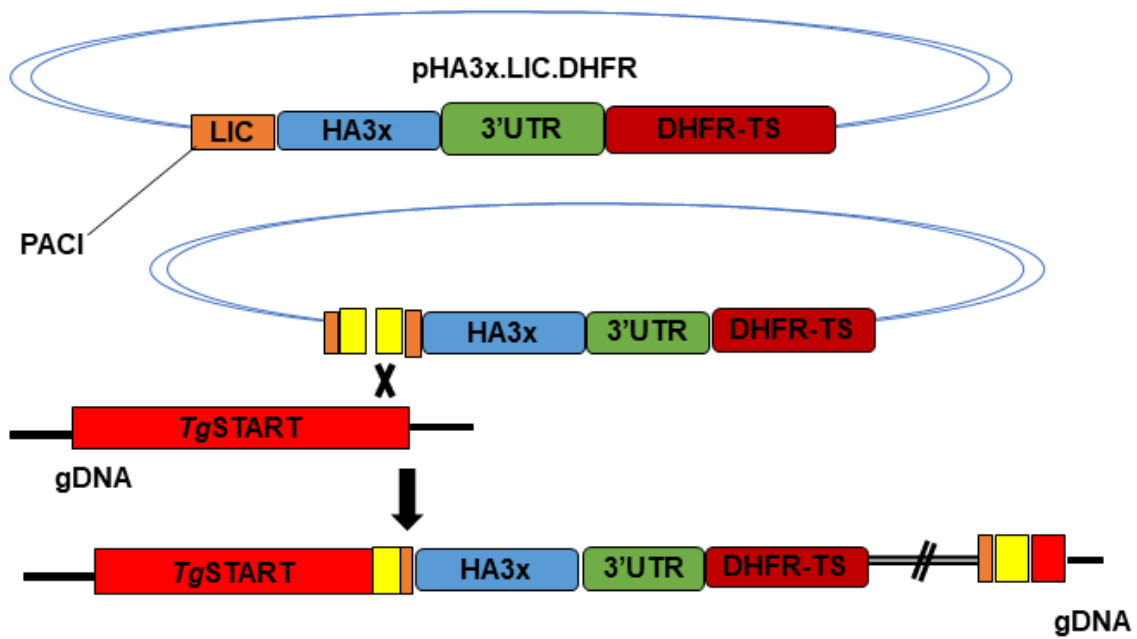 pHA3x.LIC.DHFR
LIC HA3x 3'UTR DHFR-TS
PACI
HA3x 3'UTR DHFR-TS
TgSTART
gDNA
TgSTART HA3x 3'UTR DHFR-TS
gDNA